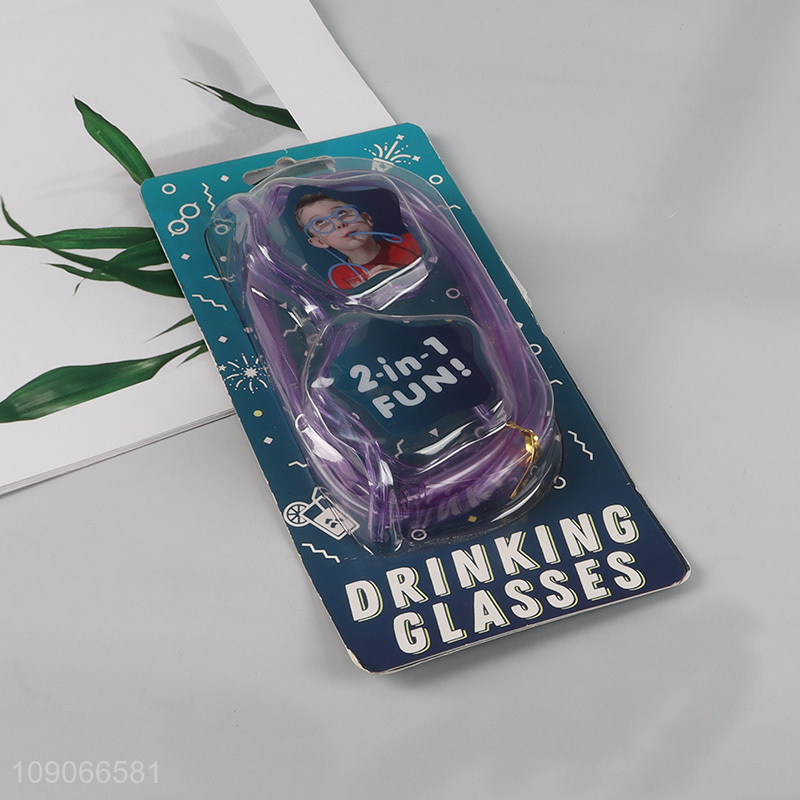 2-in-1
FUN!
DRINKING
GLASSES
109066581